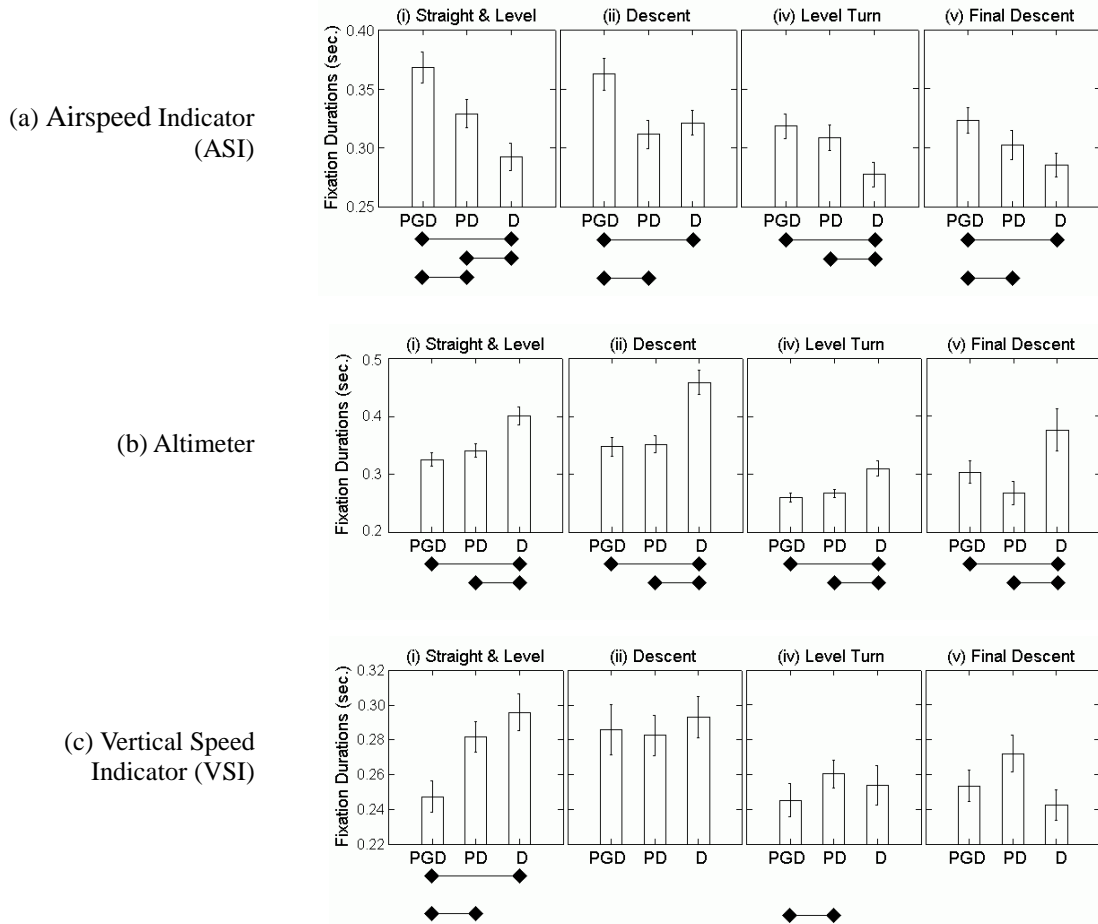 (i) Straight & Level (ii) Descent (iv) Level Turn (v) Final Descent
(a) Airspeed Indicator
(ASI)
Fixation Durations (sec.)
0.40
0.35
0.30
0.25
PGD PD D PGD PD D PGD PD D PGD PD D
(i) Straight & Level (ii) Descent (iv) Level Turn (v) Final Descent
(b) Altimeter
Fixation Durations (sec.)
0.5
0.4
0.3
0.2
PGD PD D PGD PD D PGD PD D PGD PD D
(i) Straight & Level (ii) Descent (iv) Level Turn (v) Final Descent
(c) Vertical Speed
Indicator (VSI)
Fixation Durations (sec.)
0.32
0.30
0.28
0.26
0.24
0.22
PGD PD D PGD PD D PGD PD D PGD PD D